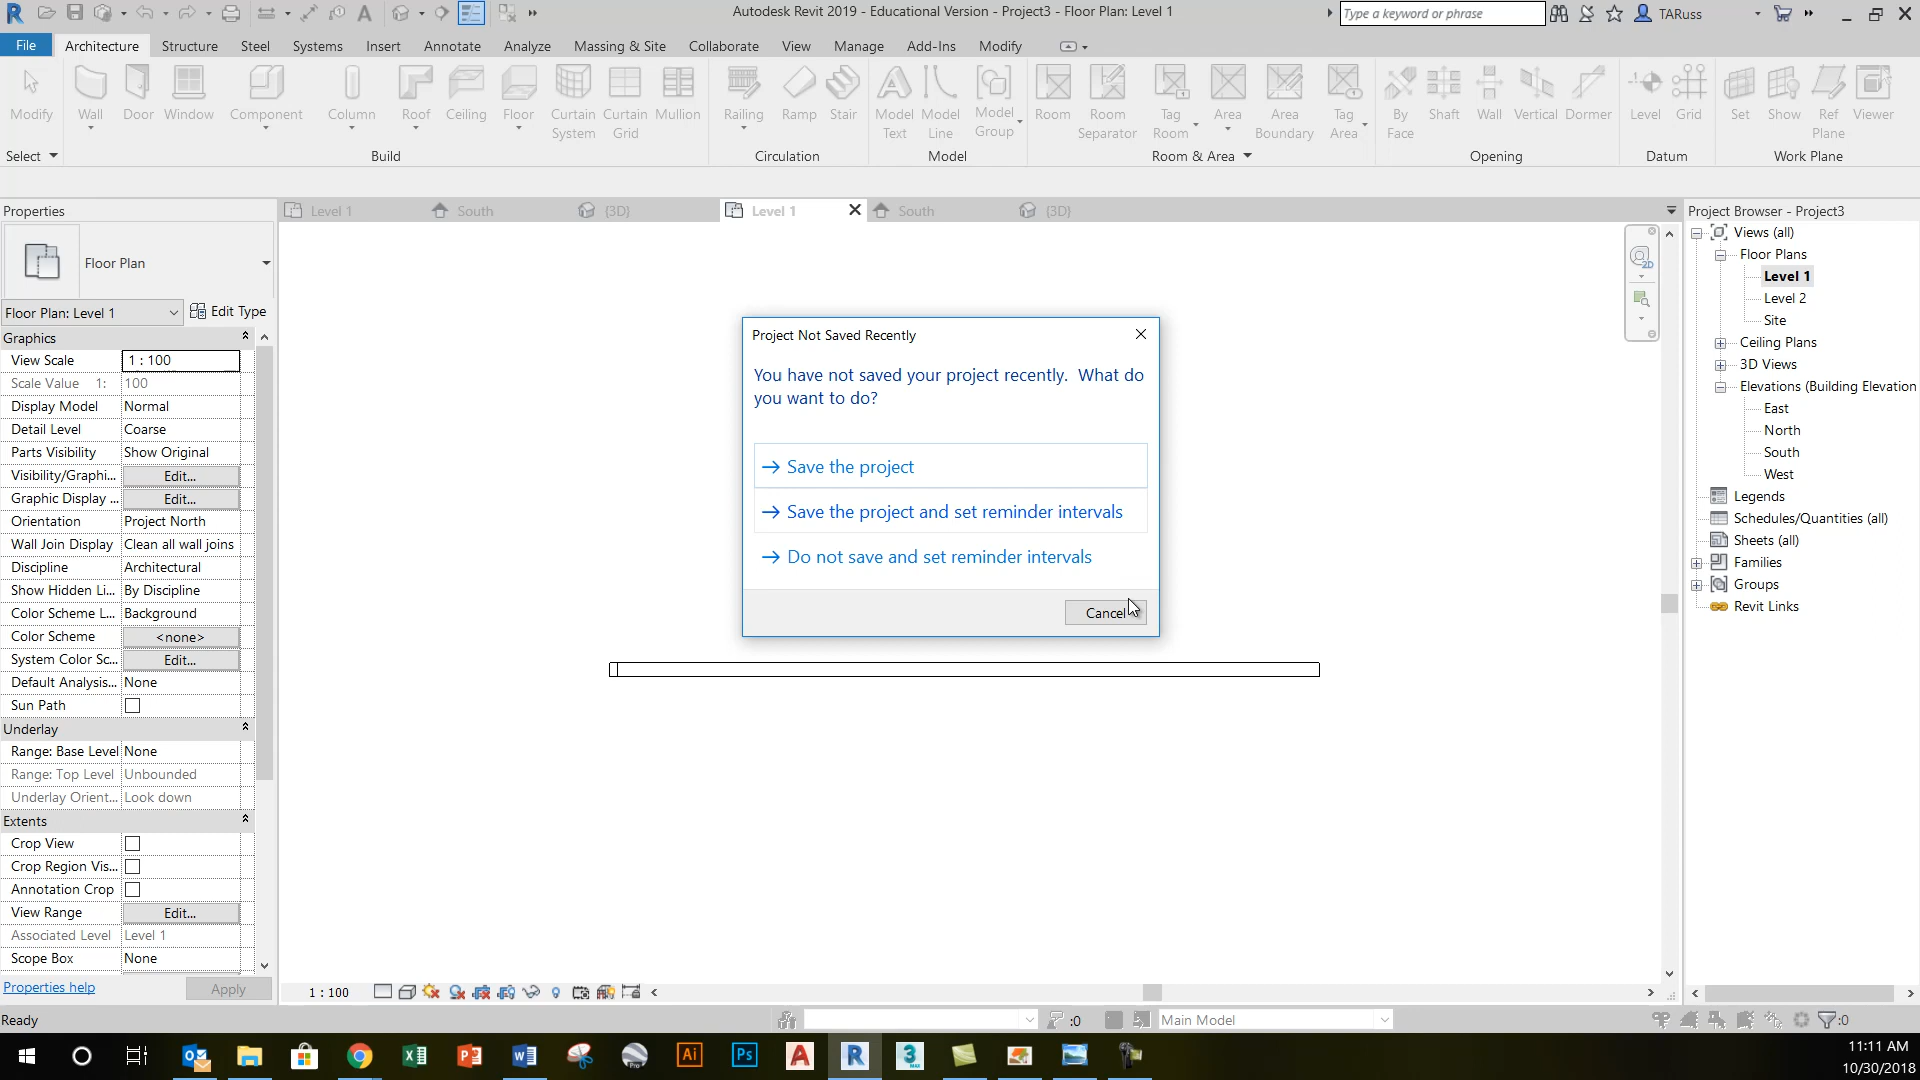 Autodesk Revit 2019 - Educational Version - Project3 - Floor Plan: Level 1
Type a keyword or phrase
TARuss
File Architecture Structure Steel Systems Insert Annotate Analyze Massing & Site Collaborate View Manage Add-Ins Modify
Modify Wall Door Window Component Column Roof Ceiling Floor Curtain System Curtain Grid Mullion Railing Ramp Stair Model Text Model Line Model Group Room Room Separator Tag Room Area Area Boundary Tag Area By Face Shaft Wall Vertical Dormer Level Grid Set Show Ref Plane Viewer
Select Build Circulation Model Room & Area Opening Datum Work Plane
Properties
Level 1 South {3D} Level 1 South {3D}
Project Browser - Project3
Floor Plan
Floor Plan: Level 1 Edit Type
Graphics
View Scale 1 : 100
Scale Value 1: 100
Display Model Normal
Detail Level Coarse
Parts Visibility Show Original
Visibility/Graphi... Edit...
Graphic Display ... Edit...
Orientation Project North
Wall Join Display Clean all wall joins
Discipline Architectural
Show Hidden Li... By Discipline
Color Scheme L... Background
Color Scheme <none>
System Color Sc... Edit...
Default Analysis... None
Sun Path
Underlay
Range: Base Level None
Range: Top Level Unbounded
Underlay Orient... Look down
Extents
Crop View
Crop Region Vis...
Annotation Crop
View Range Edit...
Associated Level Level 1
Scope Box None
Properties help Apply
Project Not Saved Recently
You have not saved your project recently. What do
you want to do?
Save the project
Save the project and set reminder intervals
Do not save and set reminder intervals
Cancel
2D
Views (all)
Floor Plans
Level 1
Level 2
Site
Ceiling Plans
3D Views
Elevations (Building Elevation
East
North
South
West
Legends
Schedules/Quantities (all)
Sheets (all)
Families
Groups
Revit Links
1 : 100
Ready
:0
Main Model
:0
11:11 AM
10/30/2018